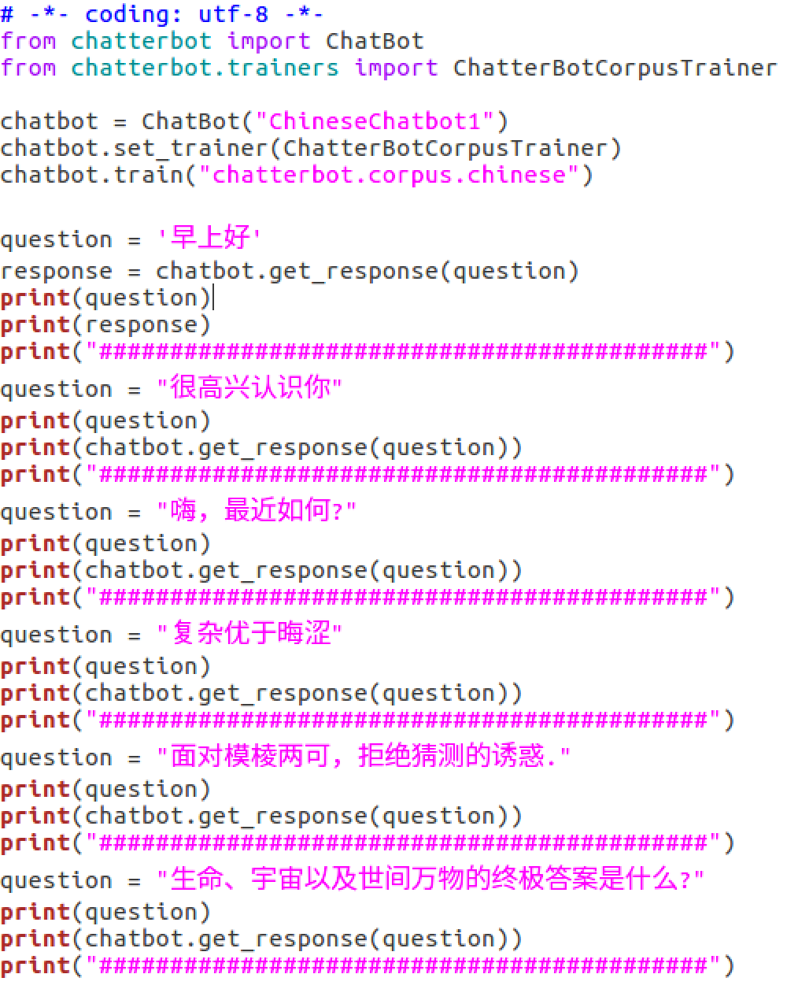 # -*- coding: utf-8 -*-
from chatterbot import ChatBot
from chatterbot.trainers import ChatterBotCorpusTrainer
chatbot = ChatBot("ChineseChatbot1")
chatbot.set_trainer(ChatterBotCorpusTrainer)
chatbot.train("chatterbot.corpus.chinese")
question = '早上好'
response = chatbot.get_response(question)
print(question)
print(response)
print("###########################################")
question = "很高兴认识你"
print(question)
print(chatbot.get_response(question))
print("###########################################")
question = "嗨，最近如何?"
print(question)
print(chatbot.get_response(question))
print("###########################################")
question = "复杂优于晦涩"
print(question)
print(chatbot.get_response(question))
print("###########################################")
question = "面对模棱两可，拒绝猜测的诱惑."
print(question)
print(chatbot.get_response(question))
print("###########################################")
question = "生命、宇宙以及世间万物的终极答案是什么?"
print(question)
print(chatbot.get_response(question))
print("###########################################")